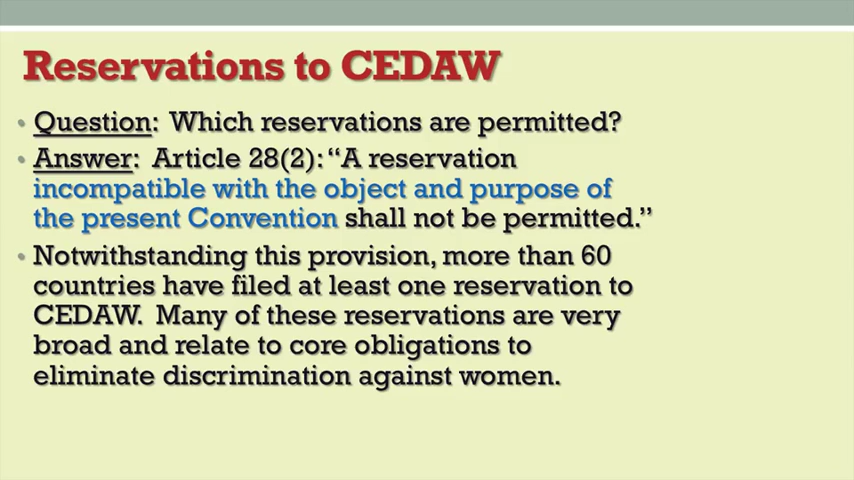 Reservations to CEDAW
• Question: Which reservations are permitted?
• Answer: Article 28(2): “A reservation
incompatible with the object and purpose of
the present Convention shall not be permitted.”
• Notwithstanding this provision, more than 60
countries have filed at least one reservation to
CEDAW. Many of these reservations are very
broad and relate to core obligations to
eliminate discrimination against women.